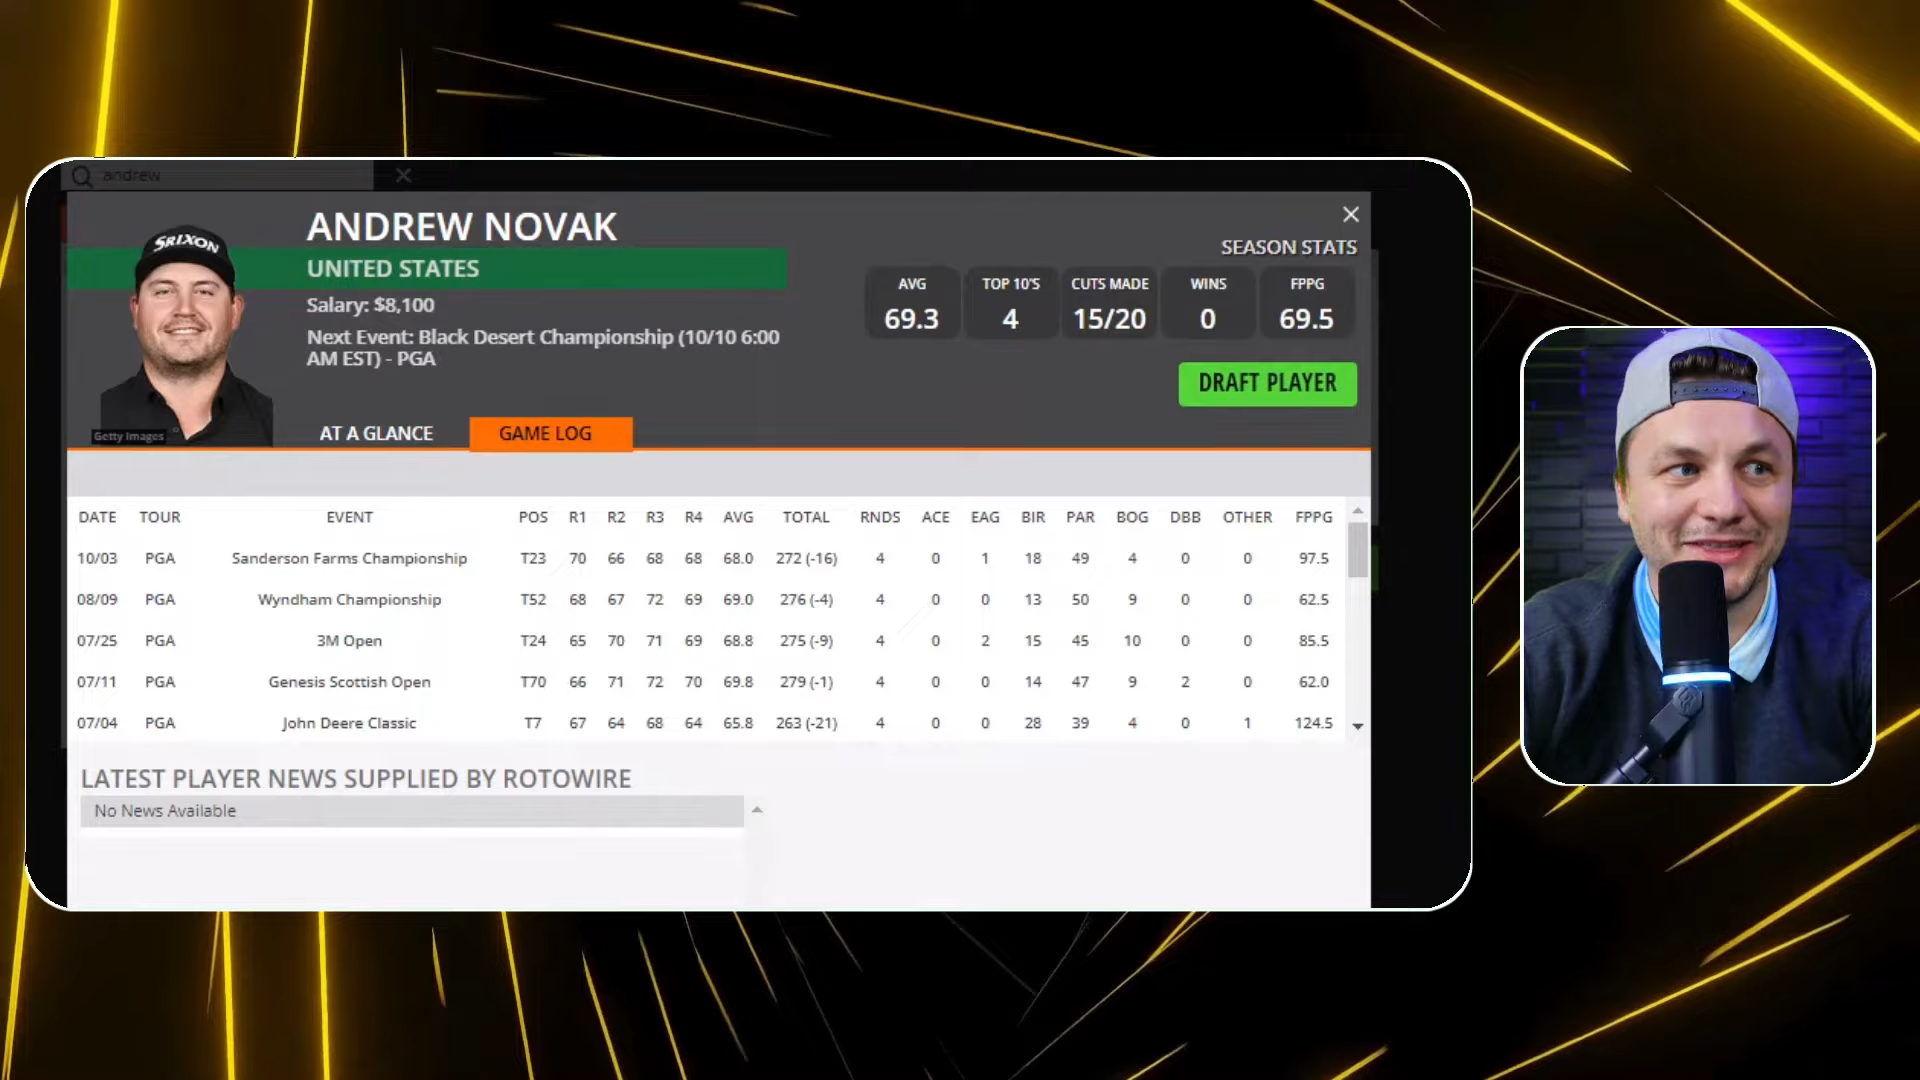 andrew
ANDREW NOVAK
SRIXON
UNITED STATES
Salary: $8,100
Next Event: Black Desert Championship (10/10 6:00
AM EST) - PGA
Getty Images
SEASON STATS
AVG TOP 10'S CUTS MADE WINS FPPG
69.3 4 15/20 0 69.5
DRAFT PLAYER
AT A GLANCE GAME LOG
DATE TOUR EVENT POS R1 R2 R3 R4 AVG TOTAL RNDS ACE EAG BIR PAR BOG DBB OTHER FPPG
10/03 PGA Sanderson Farms Championship T23 70 66 68 68 68.0 272 (-16) 4 0 1 18 49 4 0 0 97.5
08/09 PGA Wyndham Championship T52 68 67 72 69 69.0 276 (-4) 4 0 0 13 50 9 0 0 62.5
07/25 PGA 3M Open T24 65 70 71 69 68.8 275 (-9) 4 0 2 15 45 10 0 0 85.5
07/11 PGA Genesis Scottish Open T70 66 71 72 70 69.8 279 (-1) 4 0 0 14 47 9 2 0 62.0
07/04 PGA John Deere Classic T7 67 64 68 64 65.8 263 (-21) 4 0 0 28 39 4 0 1 124.5
LATEST PLAYER NEWS SUPPLIED BY ROTOWIRE
No News Available